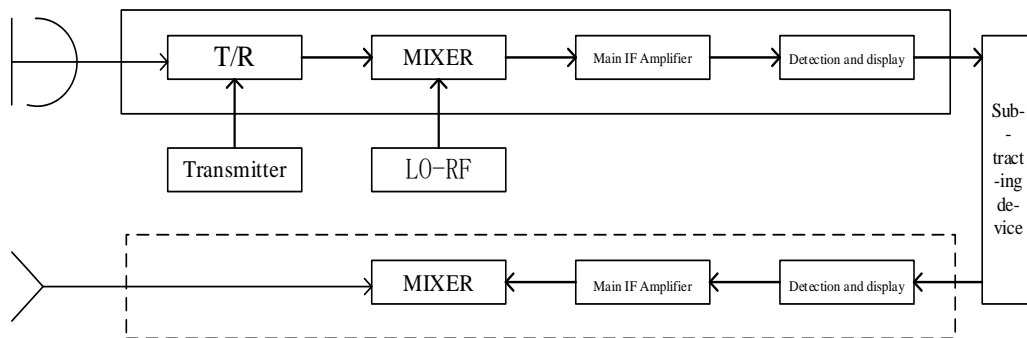 T/R
MIXER
Main IF Amplifier
Detection and display
Transmitter
LO-RF
Sub-
-
tract
-ing
de-
vice
MIXER
Main IF Amplifier
Detection and display